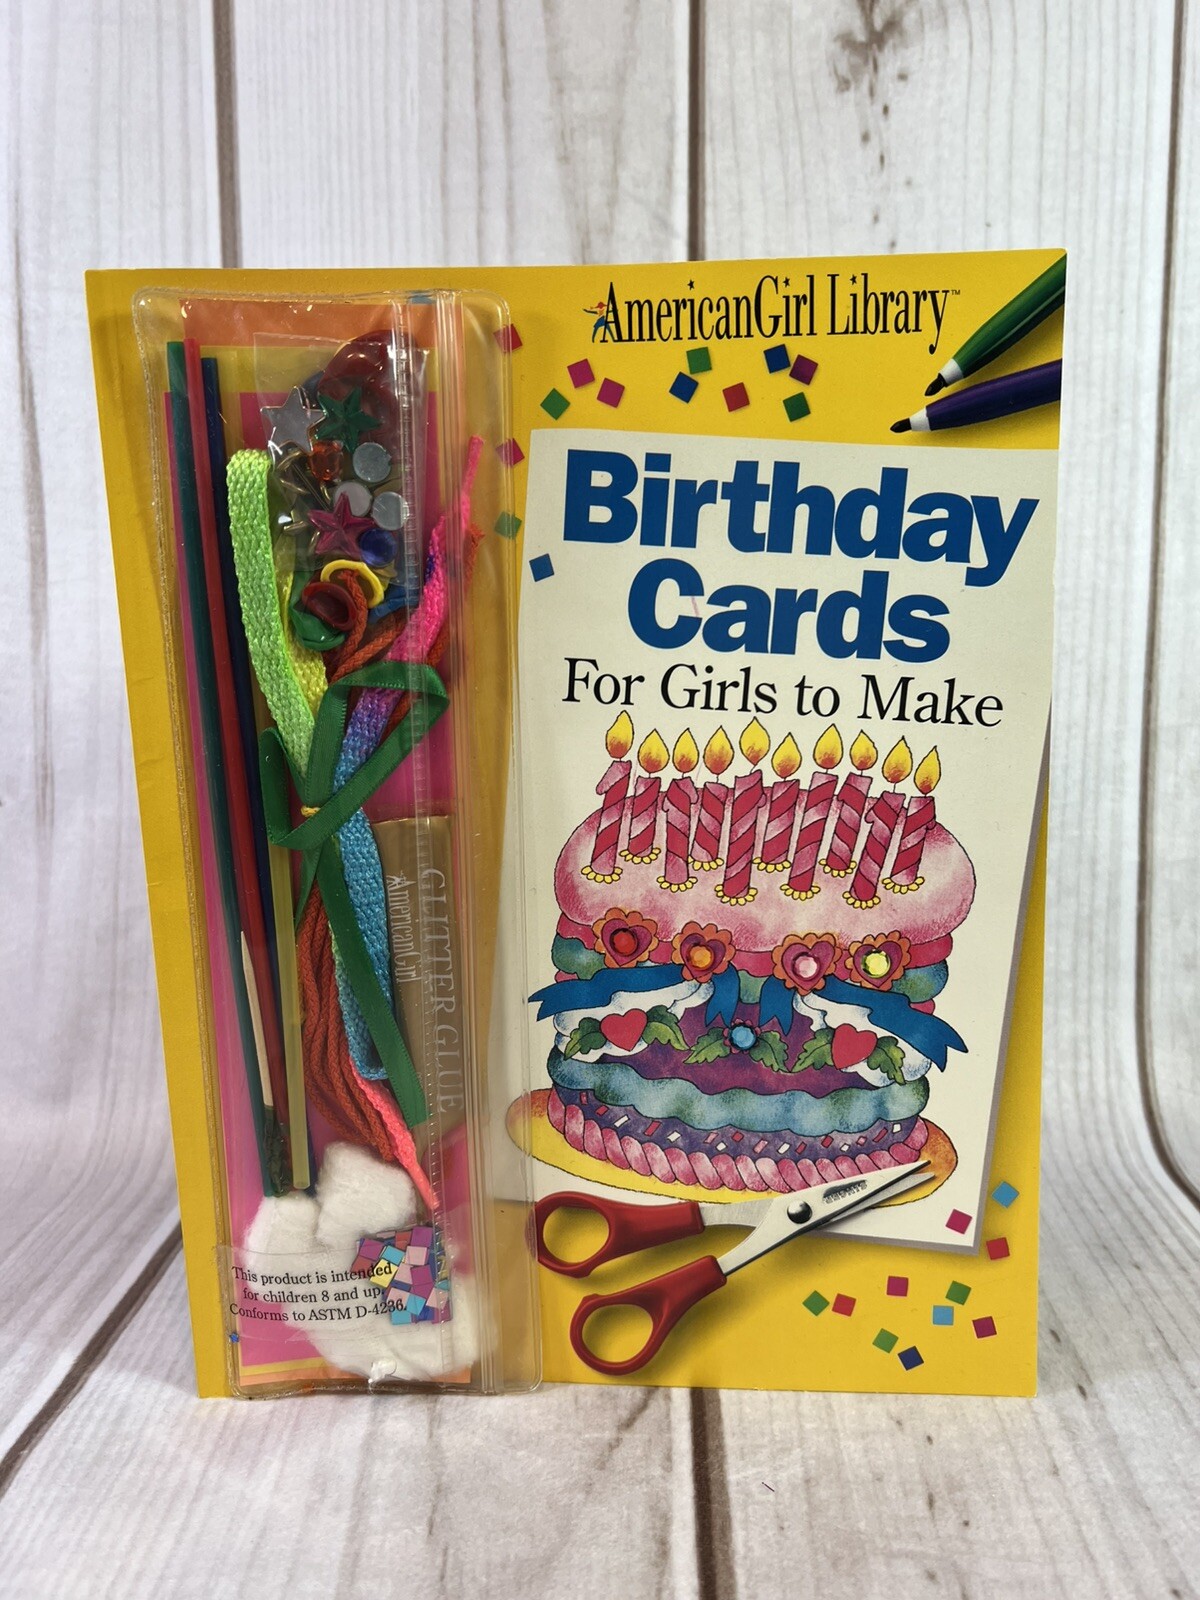 AmericanGirl Library™
Birthday
Cards
For Girls to Make
GLITTER GLUE
AmericanGirl
This product is intended
for children 8 and up.
Conforms to ASTM D-4236.